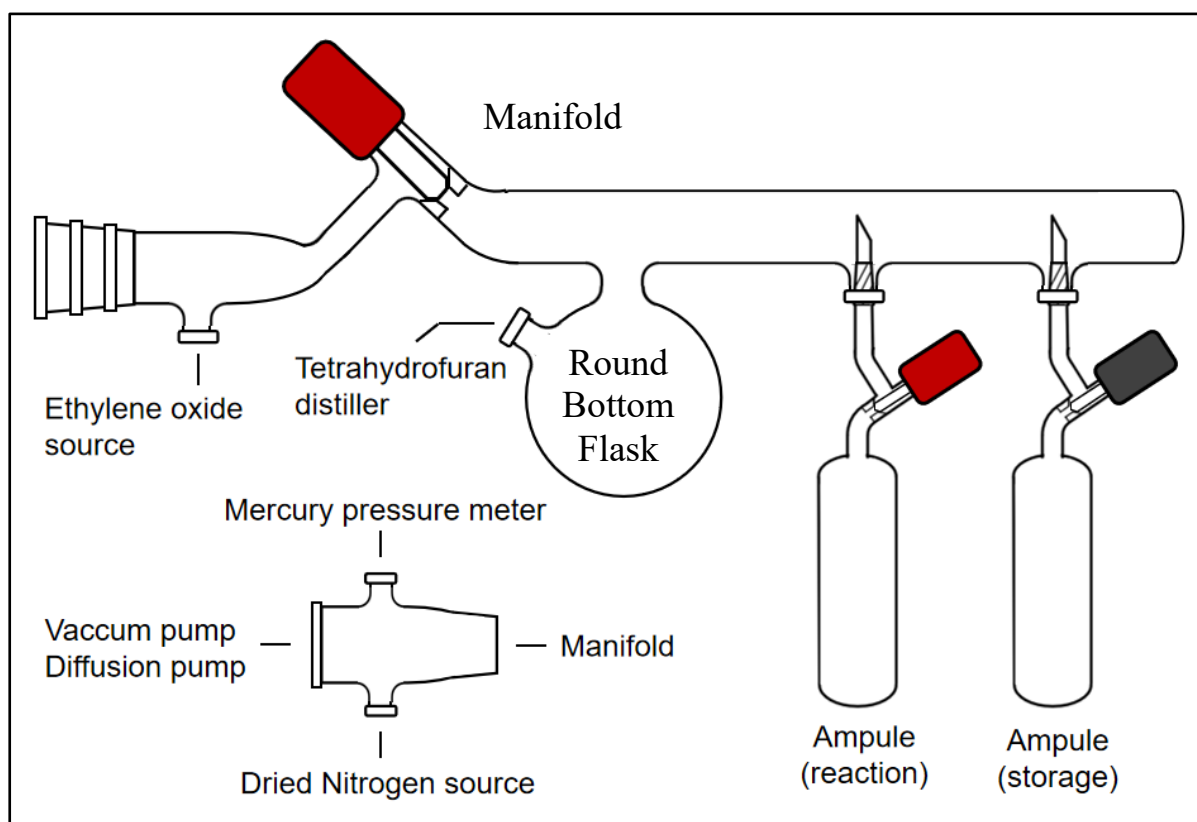 Manifold
Ethylene oxide
source
Tetrahydrofuran
distiller
Round
Bottom
Flask
Mercury pressure meter
Vaccum pump
Diffusion pump
Manifold
Dried Nitrogen source
Ampule
(reaction)
Ampule
(storage)